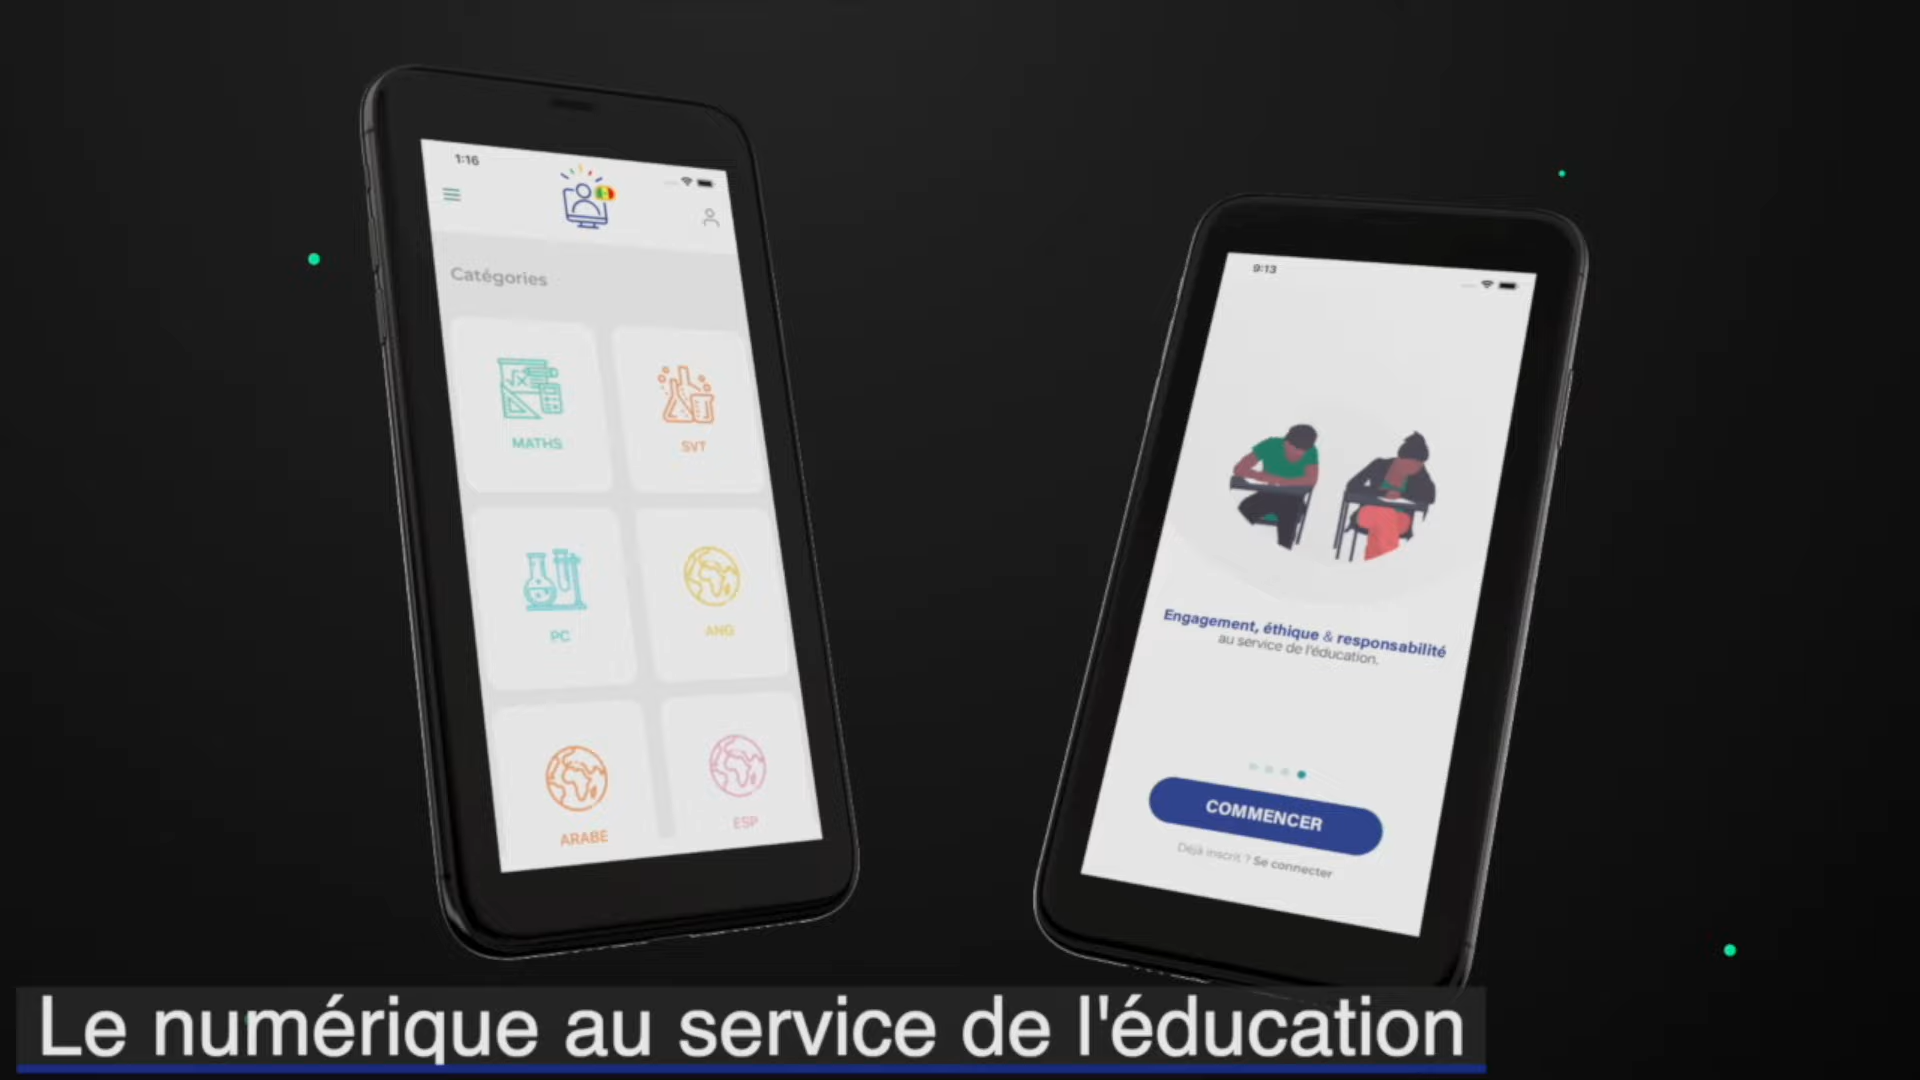 1:16
Catégories
MATHS
SVT
PC
ANG
ARABE
ESP
9:13
Engagement, éthique & responsabilité
au service de l'éducation.
COMMENCER
Déjà inscrit ? Se connecter
Le numérique au service de l'éducation